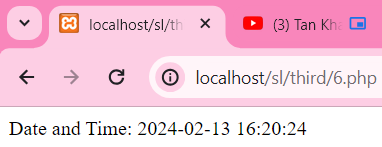 localhost/sl/th
(3) Tan Kha
localhost/sl/third/6.php
Date and Time: 2024-02-13 16:20:24